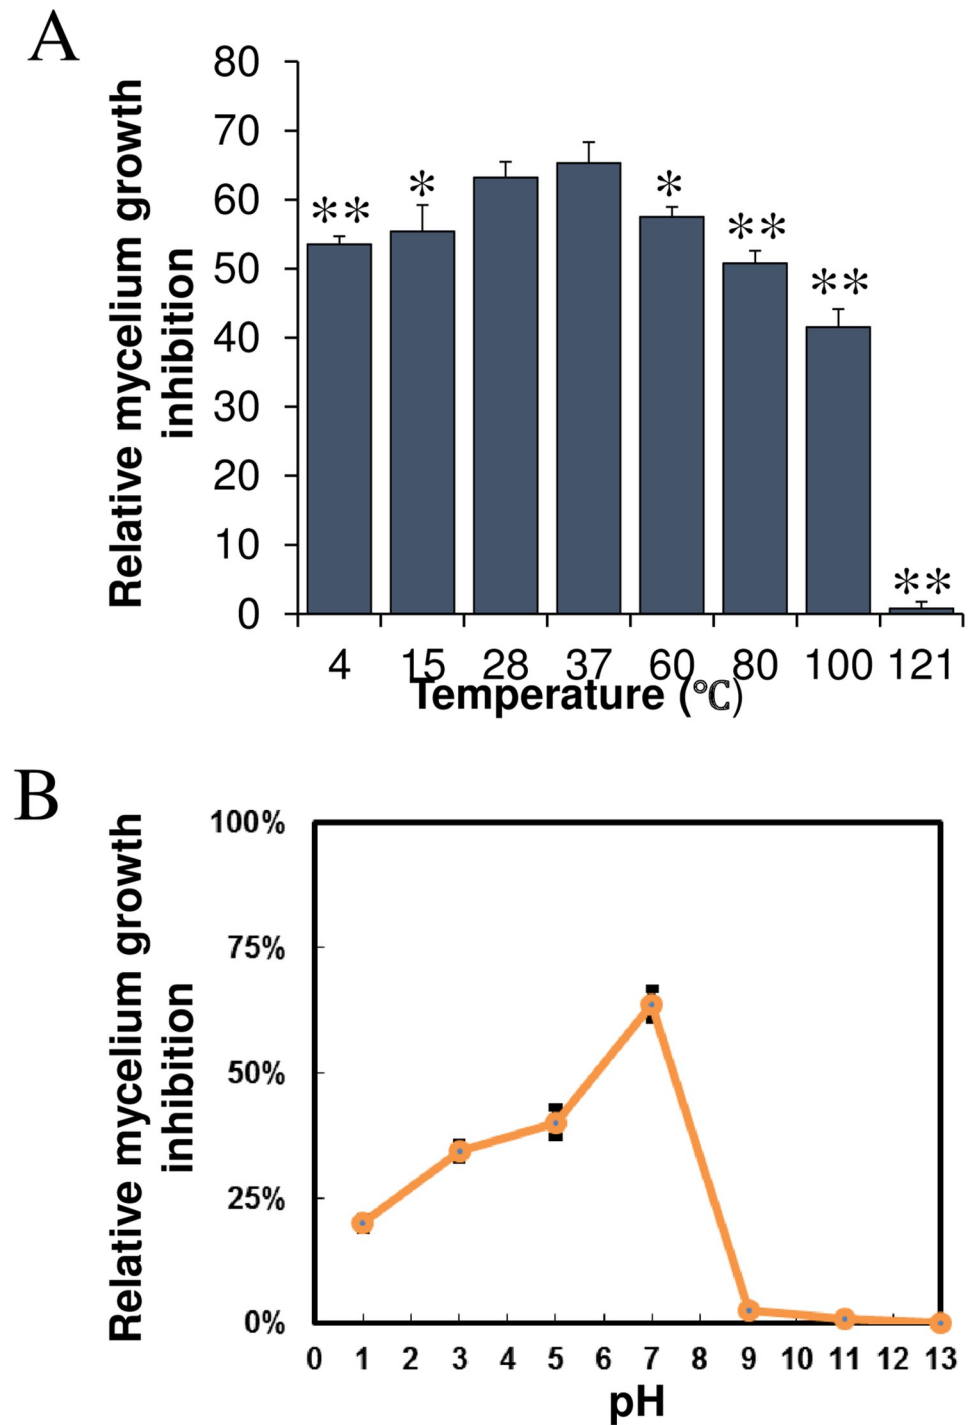 A
Relative mycelium growth
inhibition
80
70
60
50
40
30
20
10
0
** * * ** ** **
4 15 28 37 60 80 100 121
Temperature (℃)
B
Relative mycelium growth
inhibition
100%
75%
50%
25%
0%
0 1 2 3 4 5 6 7 8 9 10 11 12 13
pH